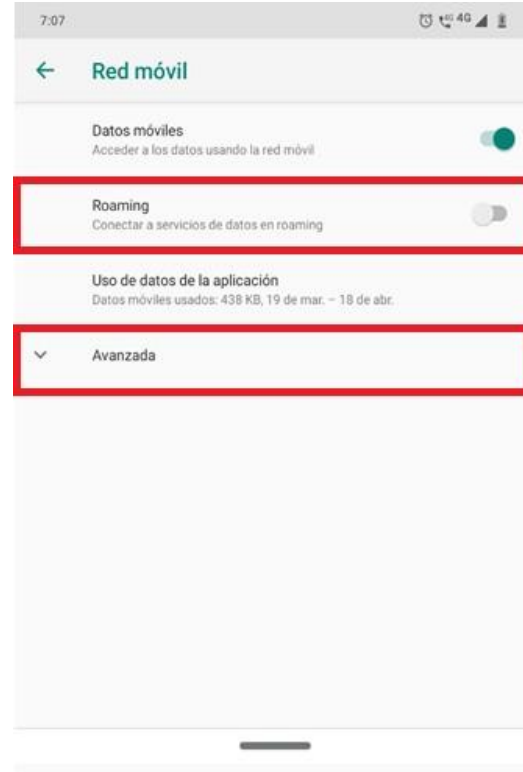 7:07
4G 4G
Red móvil
Datos móviles
Acceder a los datos usando la red móvil
Roaming
Conectar a servicios de datos en roaming
Uso de datos de la aplicación
Datos móviles usados: 438 KB, 19 de mar. – 18 de abr.
Avanzada